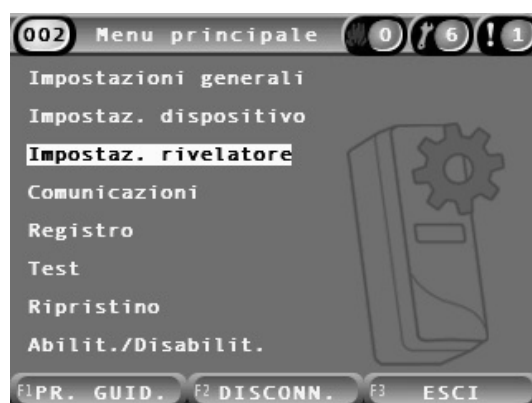 002 Menu principale 0 6 ! 1
Impostazioni generali
Impostaz. dispositivo
Impostaz. rivelatore
Comunicazioni
Registro
Test
Ripristino
Abilit./Disabilit.
F1 PR. GUID. F2 DISCONN. F3 ESCI